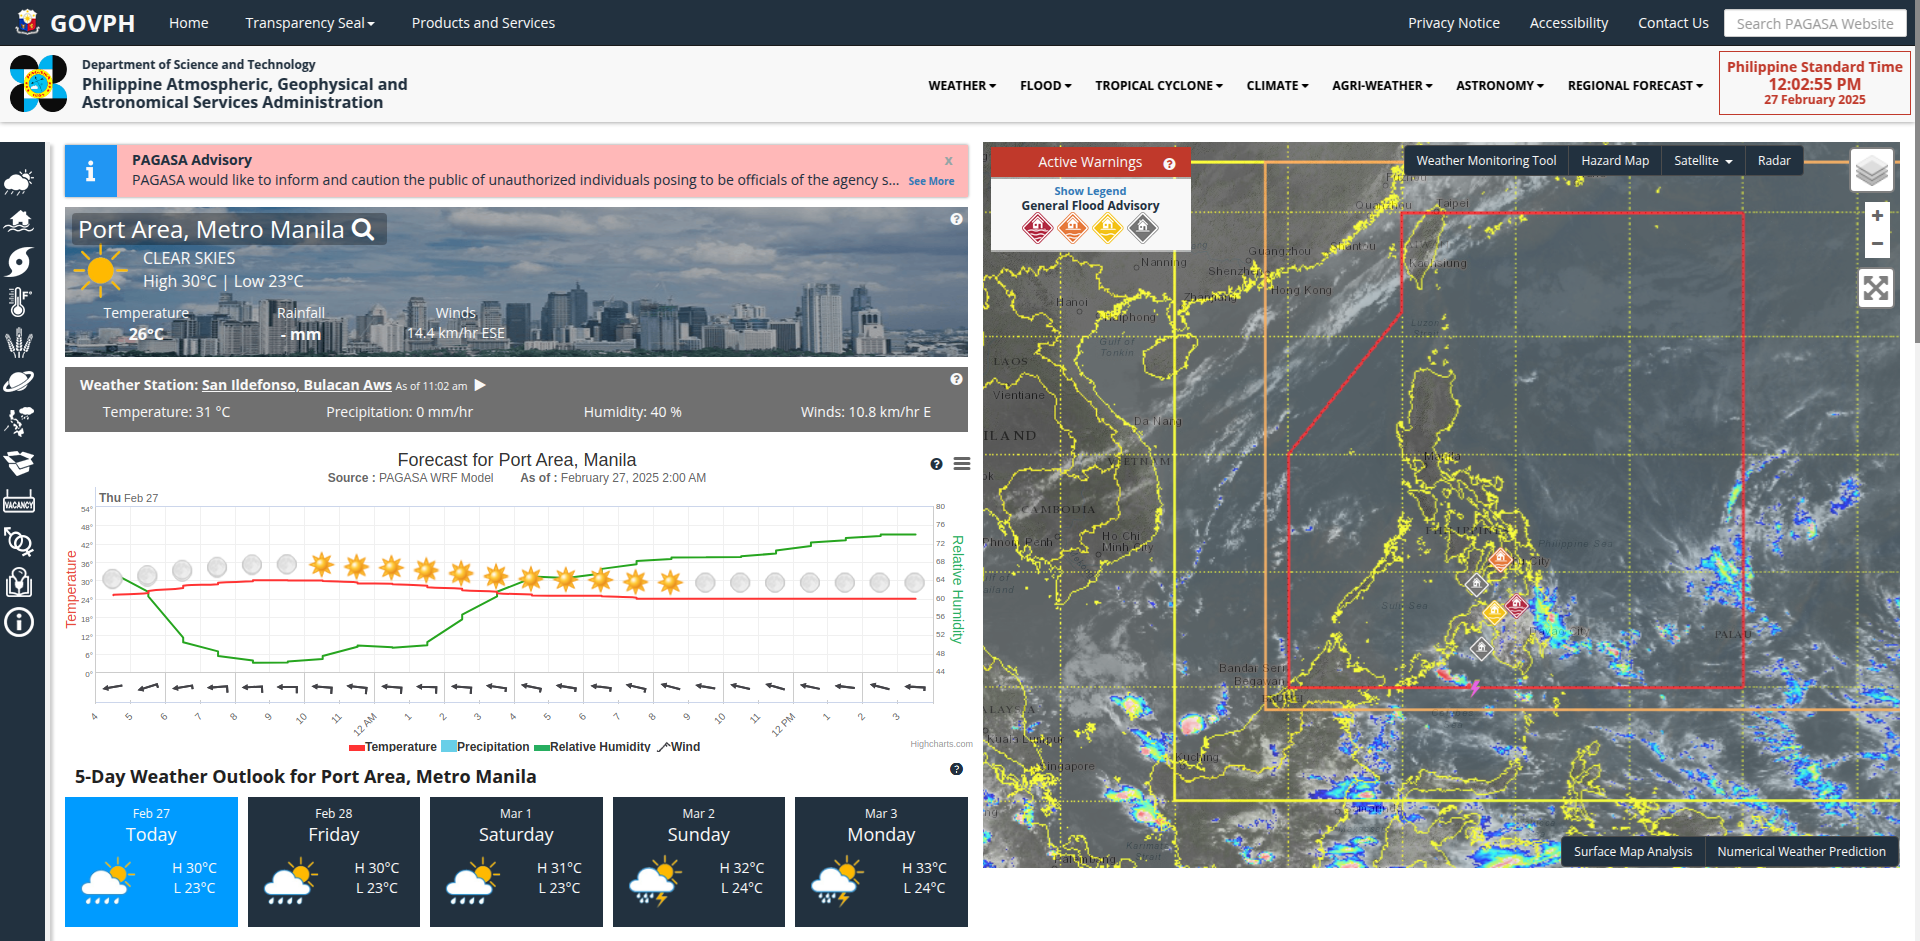 GOVPH
Home
Transparency Seal
Products and Services
Privacy Notice
Accessibility
Contact Us
Search PAGASA Website
Department of Science and Technology
Philippine Atmospheric, Geophysical and
Astronomical Services Administration
WEATHER
FLOOD
TROPICAL CYCLONE
CLIMATE
AGRI-WEATHER
ASTRONOMY
REGIONAL FORECAST
Philippine Standard Time
12:02:55 PM
27 February 2025
VACANCY
PAGASA Advisory
x
PAGASA would like to inform and caution the public of unauthorized individuals posing to be officials of the agency s... See More
Port Area, Metro Manila
CLEAR SKIES
High 30°C | Low 23°C
Temperature
Rainfall
Winds
26°C
- mm
14.4 km/hr ESE
Weather Station: San Ildefonso, Bulacan Aws As of 11:02 am
Temperature: 31 °C
Precipitation: 0 mm/hr
Humidity: 40 %
Winds: 10.8 km/hr E
Forecast for Port Area, Manila
Source : PAGASA WRF Model As of : February 27, 2025 2:00 AM
Thu Feb 27
Temperature
54°
48°
42°
36°
30°
24°
18°
12°
6°
0°
80
76
72
68
64
60
56
52
48
44
Relative Humidity
4 5 6 7 8 9 10 11 12 AM 1 2 3 4 5 6 7 8 9 10 11 12 PM 1 2 3
Temperature Precipitation Relative Humidity Wind
Highcharts.com
5-Day Weather Outlook for Port Area, Metro Manila
Feb 27
Today
H 30°C
L 23°C
Feb 28
Friday
H 30°C
L 23°C
Mar 1
Saturday
H 31°C
L 23°C
Mar 2
Sunday
H 32°C
L 24°C
Mar 3
Monday
H 33°C
L 24°C
Active Warnings
Show Legend
General Flood Advisory
Weather Monitoring Tool
Hazard Map
Satellite
Radar
+
−
Taipei
Guangzhou
Shantou
Nanning
Shenzhen
Hong Kong
Zhanjiang
Hanoi
Gulf of
Tonkin
LAOS
Vientiane
Da Nang
VIETNAM
CAMBODIA
Ho Chi
Minh City
Manila
Philippine Sea
Sulu Sea
PALAU
Bandar Seri
Begawan
Kuala Lumpur
Kuching
Karimata
Strait
Surface Map Analysis
Numerical Weather Prediction